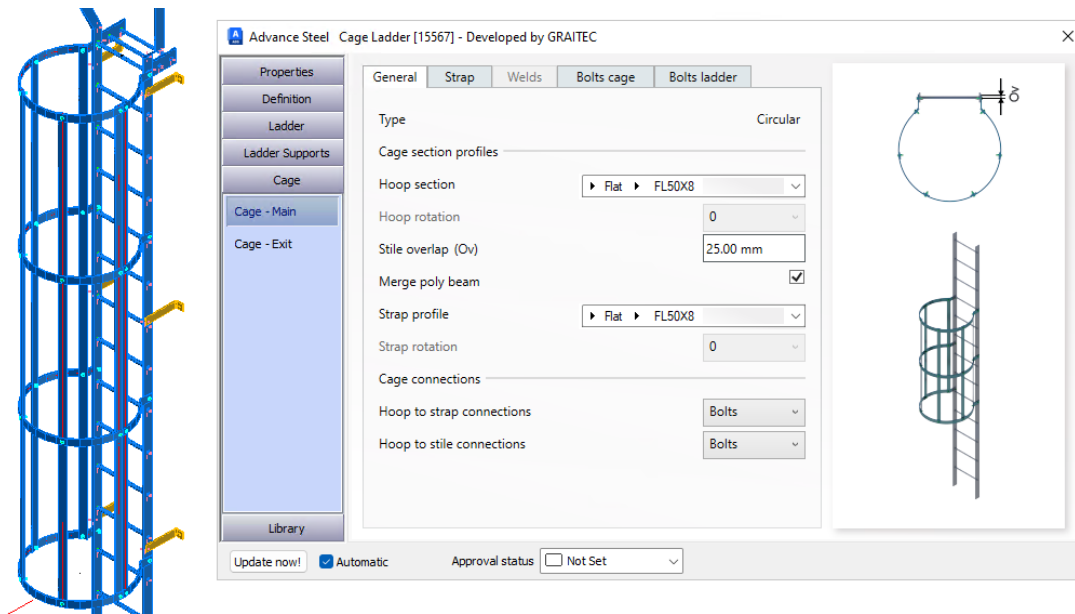 Advance Steel Cage Ladder [15567] - Developed by GRAITEC
Properties
Definition
Ladder
Ladder Supports
Cage
Cage - Main
Cage - Exit
Library
General Strap Welds Bolts cage Bolts ladder
Type Circular
Cage section profiles
Hoop section Flat FL50X8
Hoop rotation 0
Stile overlap (Ov) 25.00 mm
Merge poly beam
Strap profile Flat FL50X8
Strap rotation 0
Cage connections
Hoop to strap connections Bolts
Hoop to stile connections Bolts
Ov
Update now! Automatic Approval status Not Set